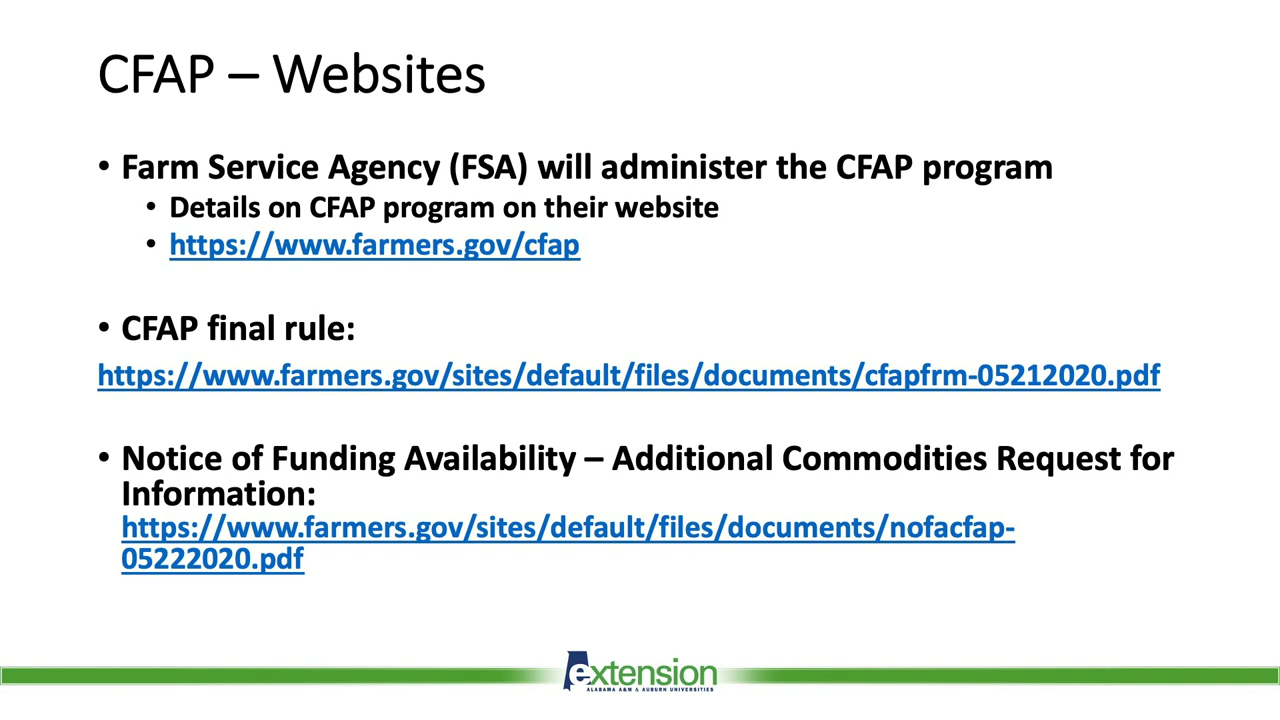 CFAP – Websites
• Farm Service Agency (FSA) will administer the CFAP program
• Details on CFAP program on their website
• https://www.farmers.gov/cfap
• CFAP final rule:
https://www.farmers.gov/sites/default/files/documents/cfapfrm-05212020.pdf
• Notice of Funding Availability – Additional Commodities Request for
Information:
https://www.farmers.gov/sites/default/files/documents/nofacfap-
05222020.pdf
extension
ALABAMA A&M & AUBURN UNIVERSITIES